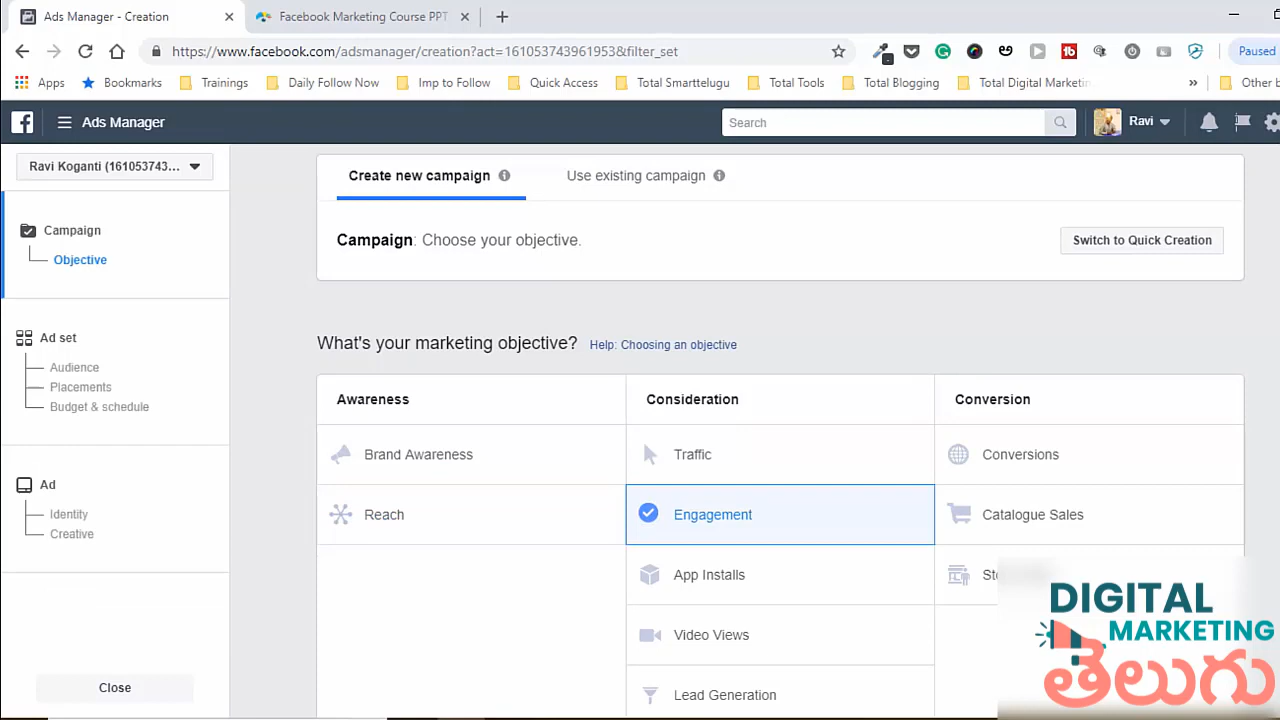 Ads Manager - Creation
Facebook Marketing Course PPT
https://www.facebook.com/adsmanager/creation?act=161053743961953&filter_set
Paused
Apps
Bookmarks
Trainings
Daily Follow Now
Imp to Follow
Quick Access
Total Smarttelugu
Total Tools
Total Blogging
Total Digital Marketin
»
Other b
Ads Manager
Search
Ravi
Ravi Koganti (161053743...
Create new campaign
Use existing campaign
Campaign
Objective
Campaign: Choose your objective.
Switch to Quick Creation
Ad set
Audience
Placements
Budget & schedule
What's your marketing objective? Help: Choosing an objective
Awareness
Consideration
Conversion
Brand Awareness
Traffic
Conversions
Reach
Engagement
Catalogue Sales
Ad
Identity
Creative
App Installs
Video Views
Lead Generation
Close
DIGITAL
MARKETING
తెలుగు